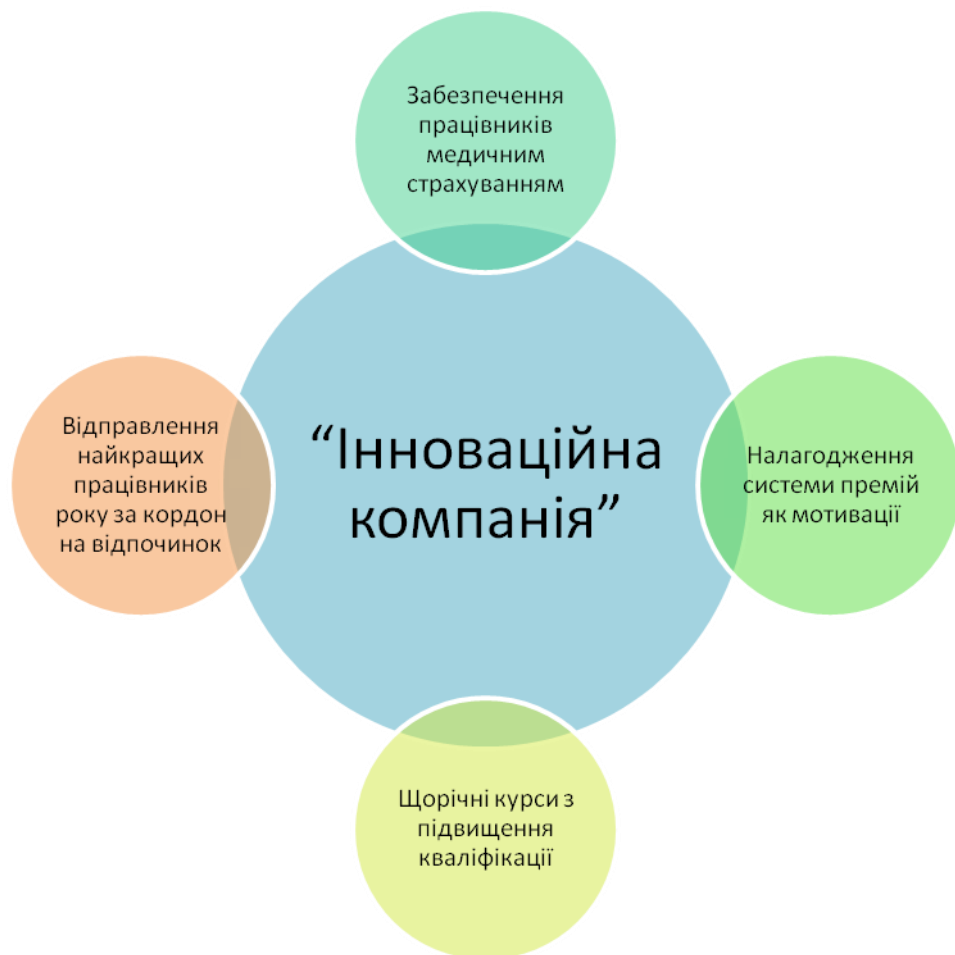 Забезпечення
працівників
медичним
страхуванням
Відправлення
найкращих
працівників
року за кордон
на відпочинок
“Інноваційна
компанія”
Налагодження
системи премій
як мотивації
Щорічні курси з
підвищення
кваліфікації